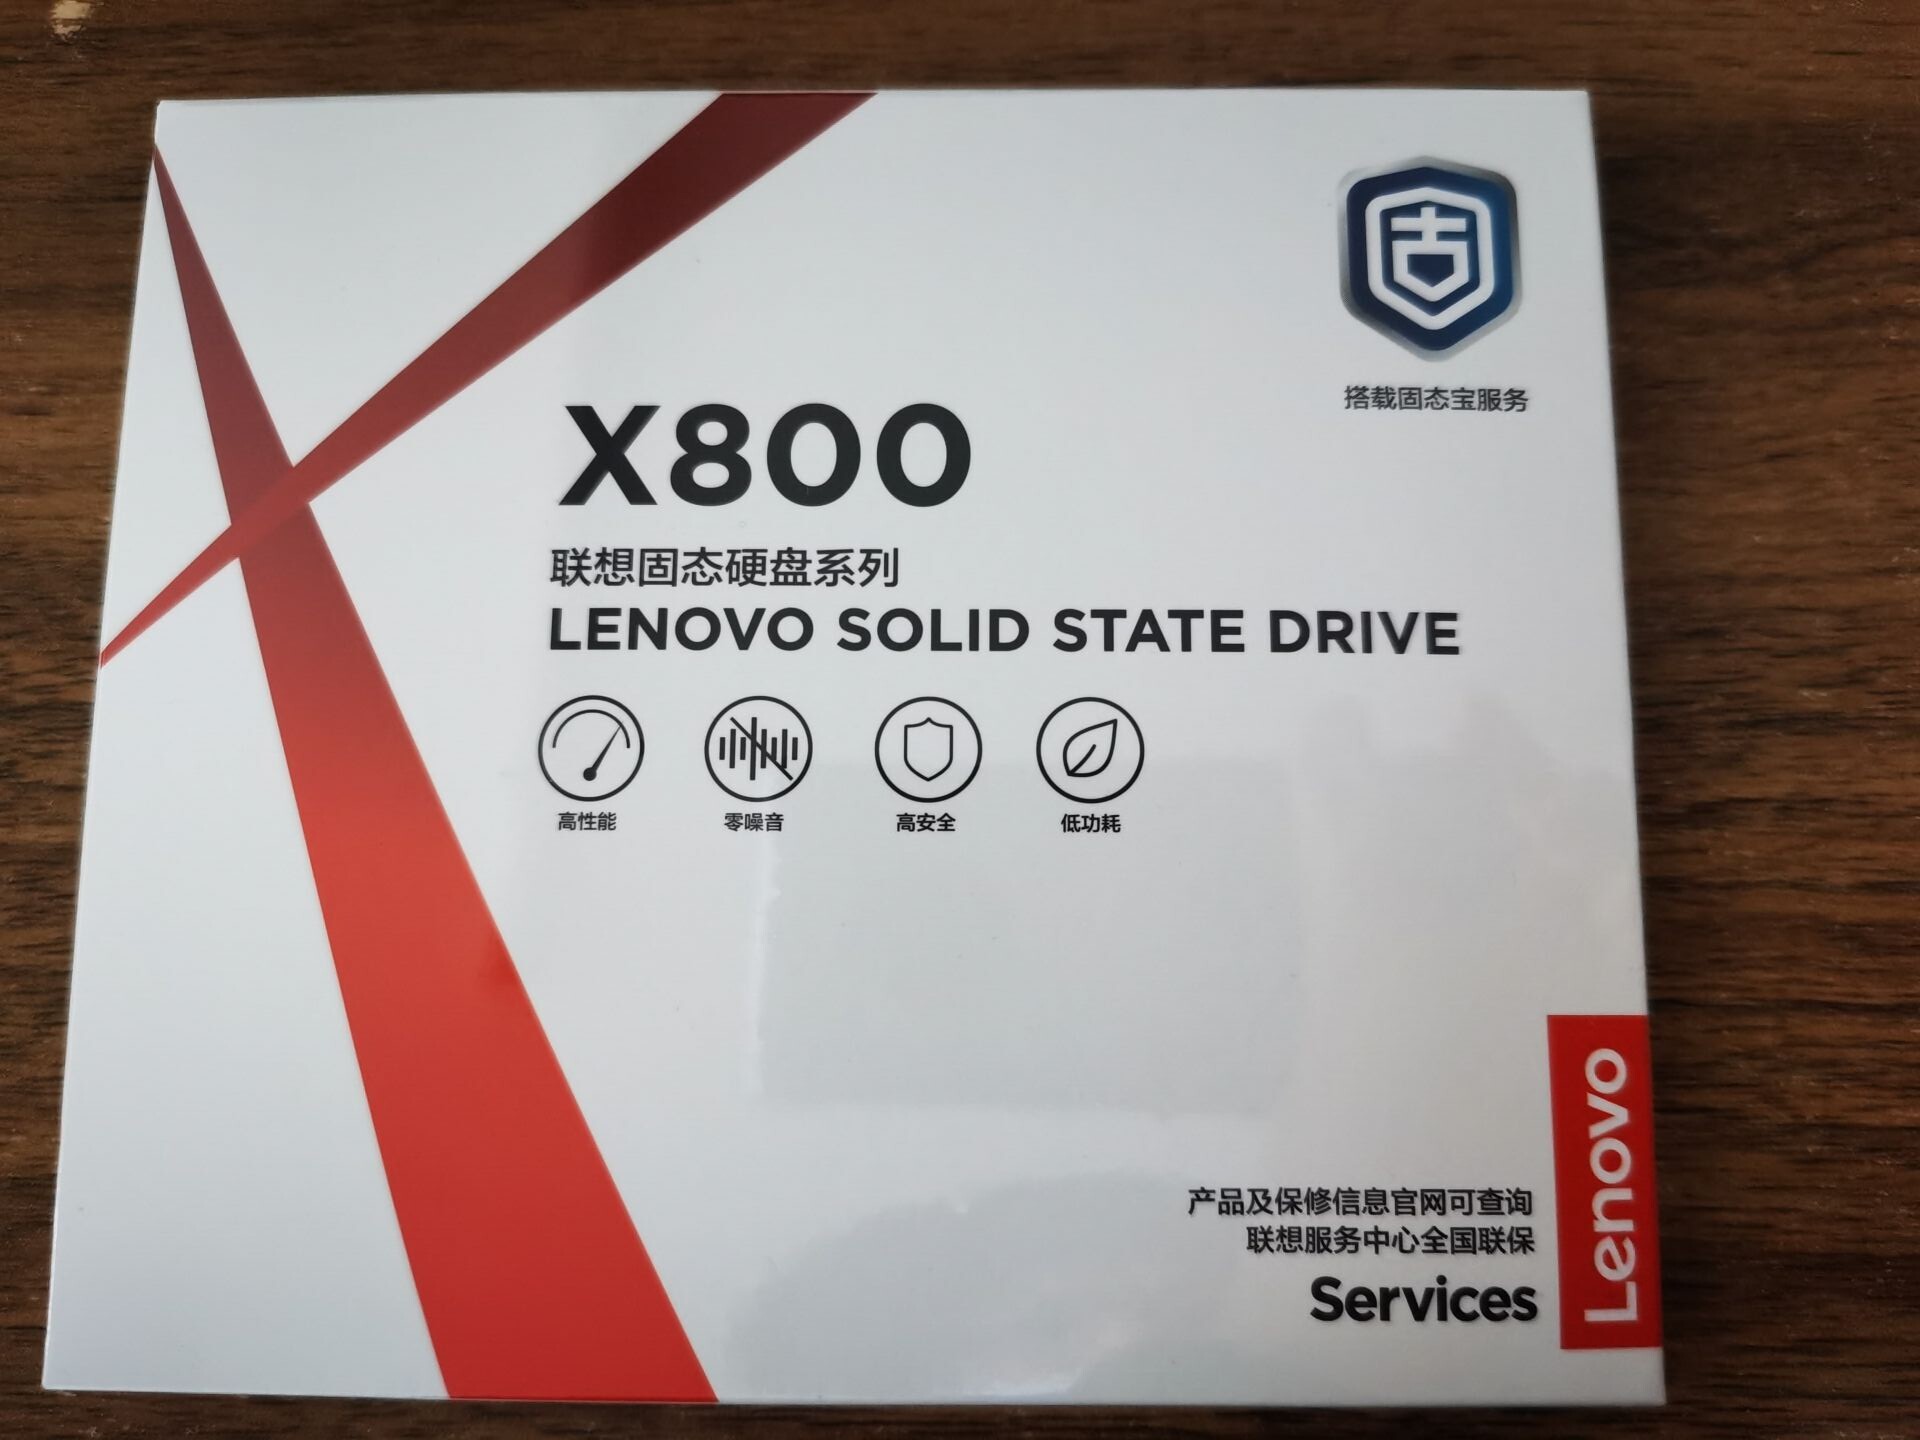 固
搭载固态宝服务
X800
联想固态硬盘系列
LENOVO SOLID STATE DRIVE
高性能
零噪音
高安全
低功耗
产品及保修信息官网可查询
联想服务中心全国联保
Services
Lenovo